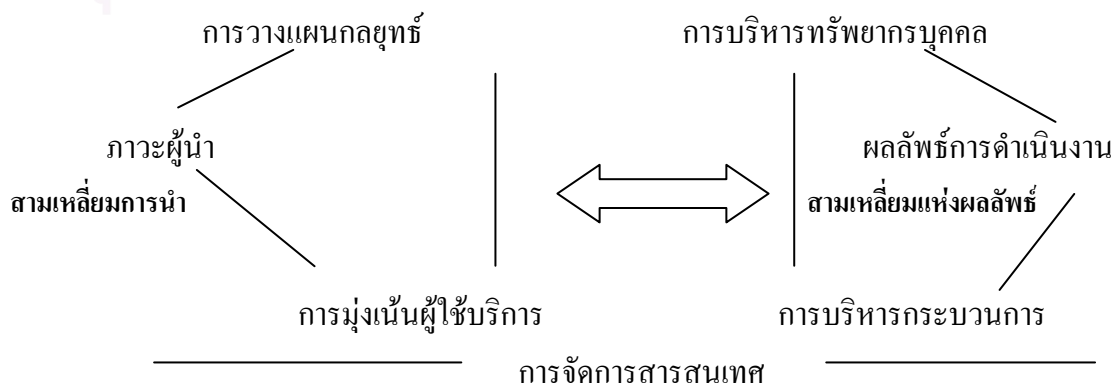 การวางแผนกลยุทธ์ การบริหารทรัพยากรบุคคล
ภาวะผู้นำ ผลลัพธ์การดำเนินงาน
สามเหลี่ยมการนำ สามเหลี่ยมแห่งผลลัพธ์
การมุ่งเน้นผู้ใช้บริการ การบริหารกระบวนการ
การจัดการสารสนเทศ